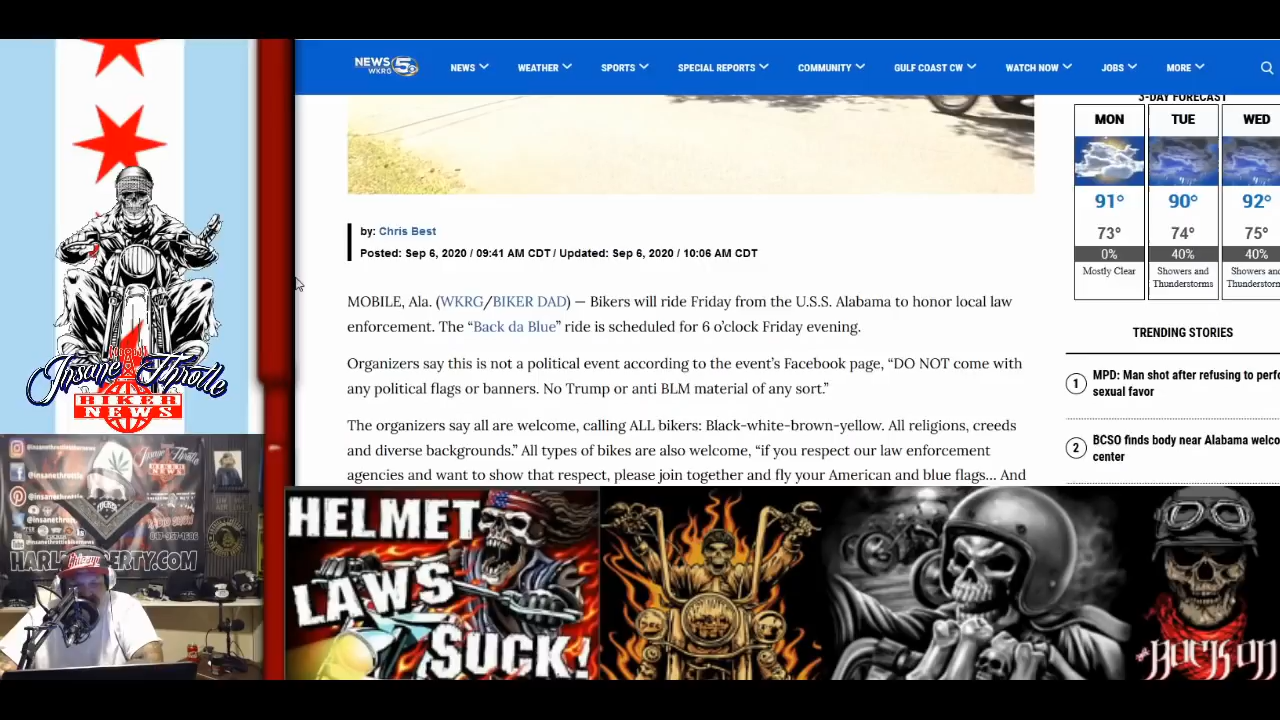 NEWS 5
WKRG
NEWS
WEATHER
SPORTS
SPECIAL REPORTS
COMMUNITY
GULF COAST CW
WATCH NOW
JOBS
MORE
3-DAY FORECAST
MON TUE WED
91° 90° 92°
73° 74° 75°
0% 40% 40%
Mostly Clear
Showers and
Thunderstorms
Showers and
Thunderstorm
by: Chris Best
Posted: Sep 6, 2020 / 09:41 AM CDT / Updated: Sep 6, 2020 / 10:06 AM CDT
MOBILE, Ala. (WKRG/BIKER DAD) — Bikers will ride Friday from the U.S.S. Alabama to honor local law
enforcement. The “Back da Blue” ride is scheduled for 6 o’clock Friday evening.
Organizers say this is not a political event according to the event’s Facebook page, “DO NOT come with
any political flags or banners. No Trump or anti BLM material of any sort.”
The organizers say all are welcome, calling ALL bikers: Black-white-brown-yellow. All religions, creeds
and diverse backgrounds.” All types of bikes are also welcome, “if you respect our law enforcement
agencies and want to show that respect, please join together and fly your American and blue flags... And
TRENDING STORIES
1 MPD: Man shot after refusing to perfo
sexual favor
2 BCSO finds body near Alabama welco
center
Insane Throttle
BIKER
NEWS
@insanethrottle
HELMET
LAWS
SUCK!